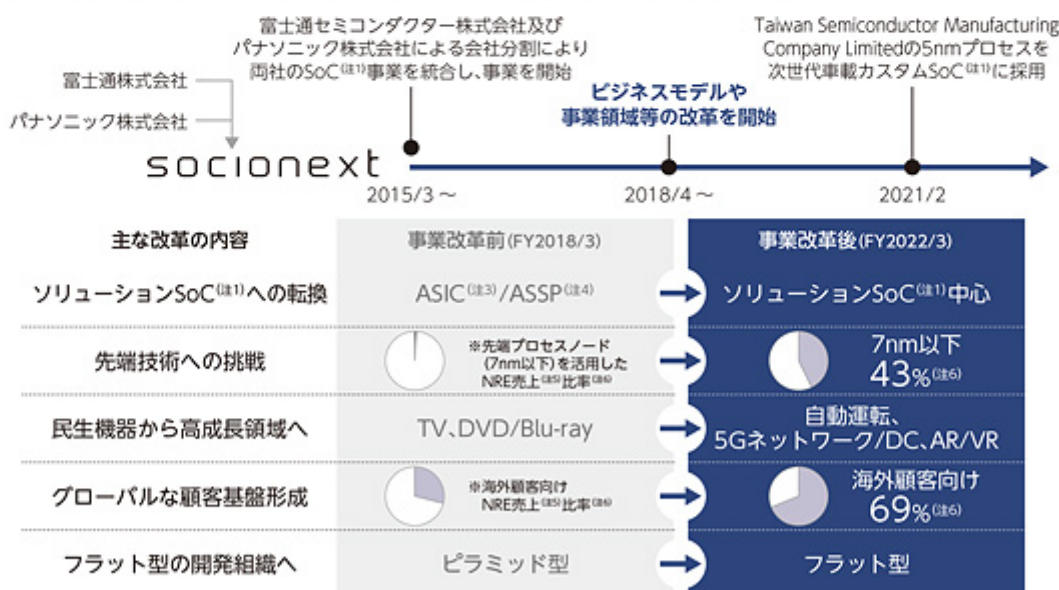 富士通セミコンダクター株式会社及び
パナソニック株式会社による会社分割により
両社のSoC(注1)事業を統合し、事業を開始
Taiwan Semiconductor Manufacturing
Company Limitedの5nmプロセスを
次世代車載カスタムSoC(注1)に採用
富士通株式会社
パナソニック株式会社
ビジネスモデルや
事業領域等の改革を開始
socionext
2015/3 ～
2018/4 ～
2021/2
主な改革の内容
事業改革前(FY2018/3)
事業改革後(FY2022/3)
ソリューションSoC(注1)への転換
ASIC(注3)/ASSP(注4)
ソリューションSoC(注1)中心
先端技術への挑戦
※先端プロセスノード
(7nm以下)を活用した
NRE売上(注5)比率(注6)
7nm以下
43%(注6)
民生機器から高成長領域へ
TV、DVD/Blu-ray
自動運転、
5Gネットワーク/DC、AR/VR
グローバルな顧客基盤形成
※海外顧客向け
NRE売上(注5)比率(注6)
海外顧客向け
69%(注6)
フラット型の開発組織へ
ピラミッド型
フラット型